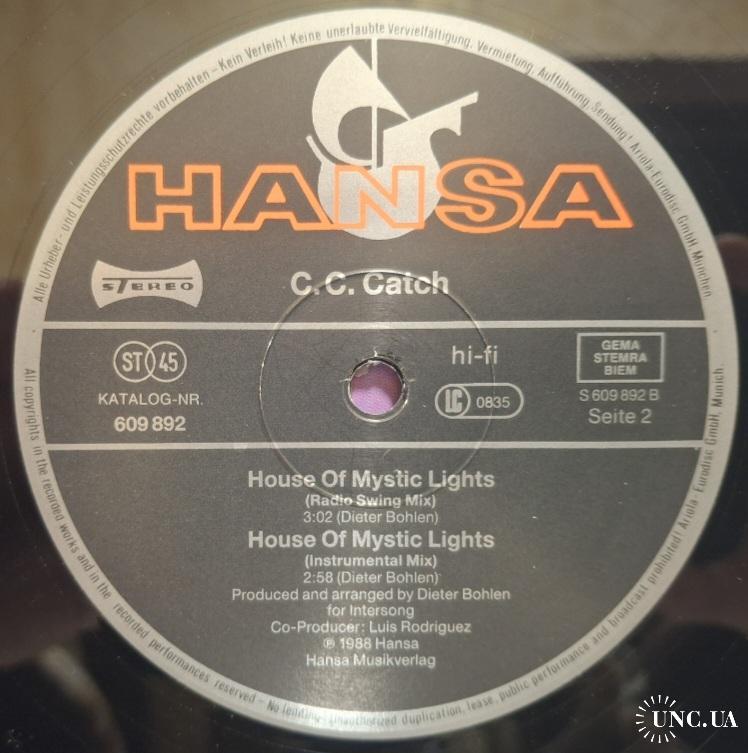 Alle Urheber- und Leistungsschutzrechte vorbehalten – Kein Verleih! Keine unerlaubte Vervielfältigung, Vermietung, Aufführung, Sendung! Ariola-Eurodisc GmbH, München.
HANSA
STEREO
C. C. Catch
ST 45
KATALOG-NR.
609 892
hi-fi
LC 0835
GEMA
STEMRA
BIEM
S 609 892 B
Seite 2
House Of Mystic Lights
(Radio Swing Mix)
3:02 (Dieter Bohlen)
House Of Mystic Lights
(Instrumental Mix)
2:58 (Dieter Bohlen)
Produced and arranged by Dieter Bohlen
for Intersong
Co-Producer: Luis Rodriguez
℗ 1988 Hansa
Hansa Musikverlag
All copyrights in the recorded works and in the recorded performances reserved – No lending – unauthorized duplication, lease, public performance and broadcast prohibited! Ariola-Eurodisc GmbH, Munich.
UNC.UA